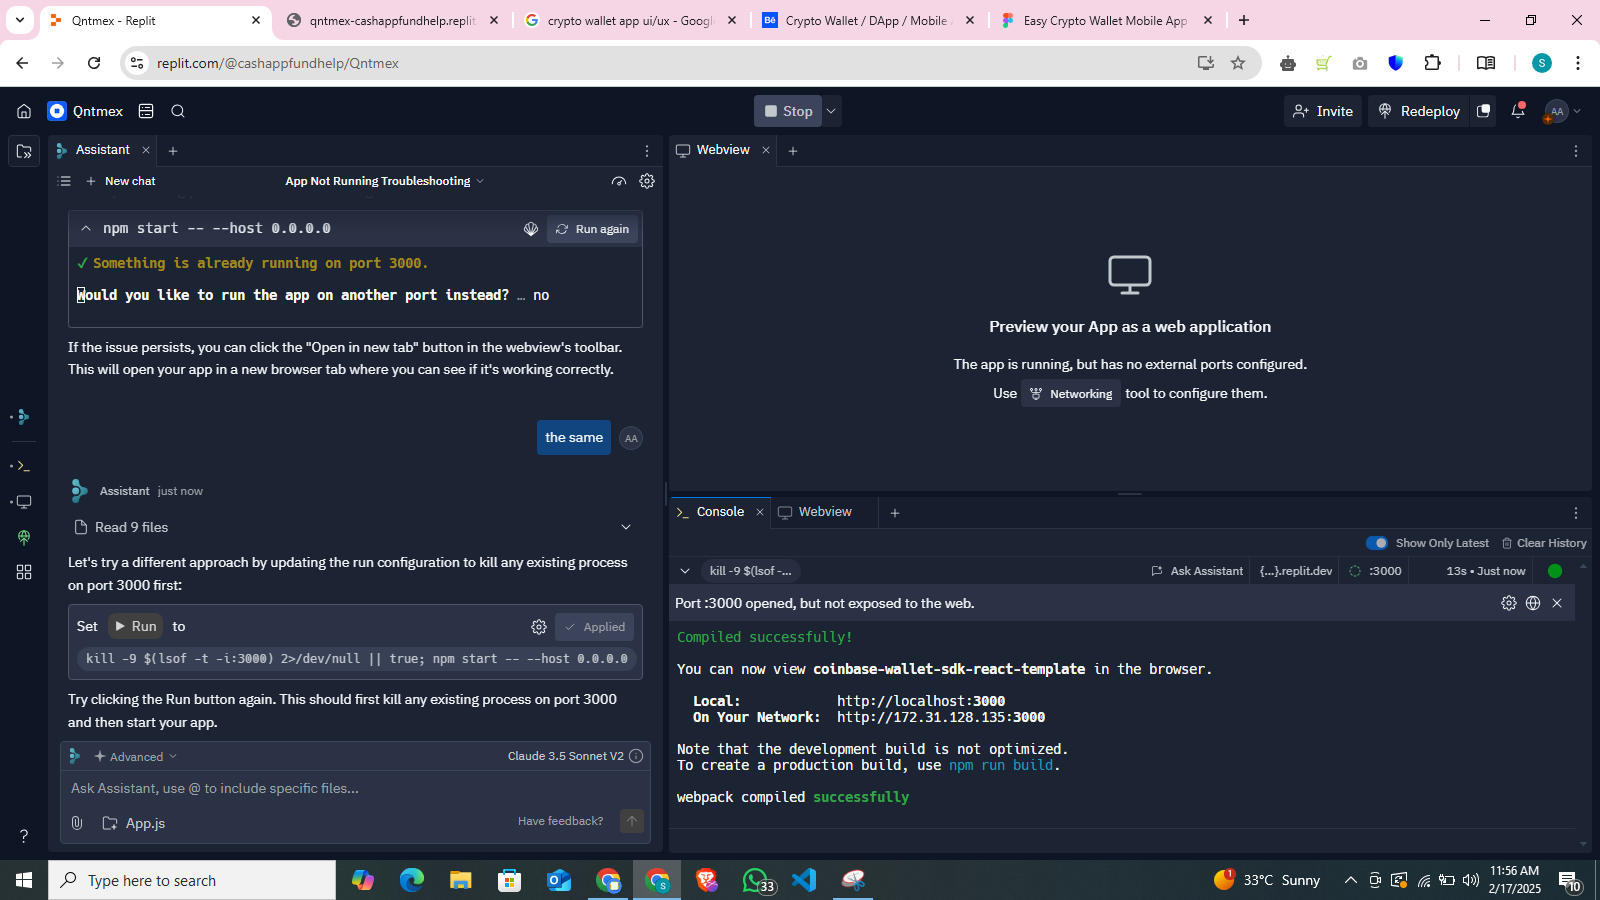 Qntmex - Replit
qntmex-cashappfundhelp.replit
crypto wallet app ui/ux - Google
Crypto Wallet / DApp / Mobile
Easy Crypto Wallet Mobile App
replit.com/@cashappfundhelp/Qntmex
S
Qntmex
Stop
Invite
Redeploy
AA
Assistant
Webview
New chat
App Not Running Troubleshooting
npm start -- --host 0.0.0.0
Run again
✓ Something is already running on port 3000.
Would you like to run the app on another port instead? … no
If the issue persists, you can click the "Open in new tab" button in the webview's toolbar.
This will open your app in a new browser tab where you can see if it's working correctly.
the same
AA
Assistant just now
Read 9 files
Let's try a different approach by updating the run configuration to kill any existing process
on port 3000 first:
Set Run to
Applied
kill -9 $(lsof -t -i:3000) 2>/dev/null || true; npm start -- --host 0.0.0.0
Try clicking the Run button again. This should first kill any existing process on port 3000
and then start your app.
Advanced
Claude 3.5 Sonnet V2
Ask Assistant, use @ to include specific files...
App.js
Have feedback?
Preview your App as a web application
The app is running, but has no external ports configured.
Use Networking tool to configure them.
Console
Webview
Show Only Latest
Clear History
kill -9 $(lsof -...
Ask Assistant
{...}.replit.dev
:3000
13s • Just now
Port :3000 opened, but not exposed to the web.
Compiled successfully!
You can now view coinbase-wallet-sdk-react-template in the browser.
Local: http://localhost:3000
On Your Network: http://172.31.128.135:3000
Note that the development build is not optimized.
To create a production build, use npm run build.
webpack compiled successfully
Type here to search
33
33°C Sunny
11:56 AM
2/17/2025
10